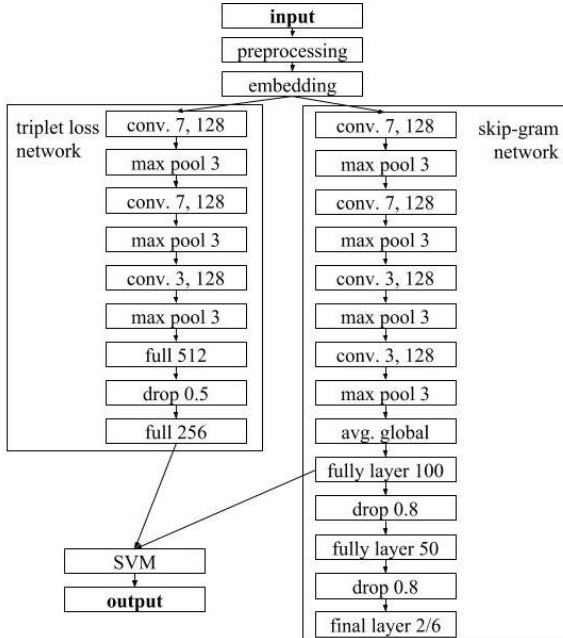 input
preprocessing
embedding
triplet loss
network
conv. 7, 128
max pool 3
conv. 7, 128
max pool 3
conv. 3, 128
max pool 3
full 512
drop 0.5
full 256
skip-gram
network
conv. 7, 128
max pool 3
conv. 7, 128
max pool 3
conv. 3, 128
max pool 3
conv. 3, 128
max pool 3
avg. global
fully layer 100
drop 0.8
fully layer 50
drop 0.8
final layer 2/6
SVM
output